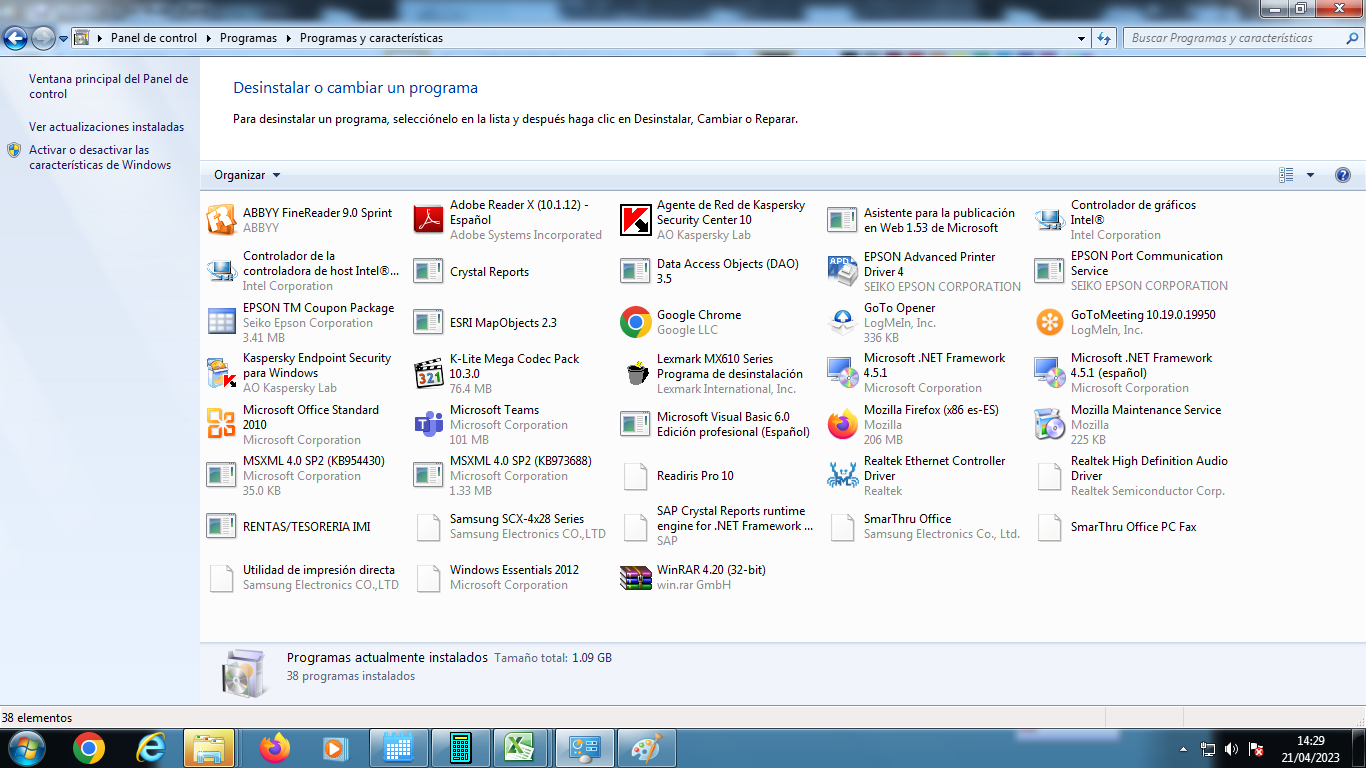 Panel de control
Programas
Programas y características
Buscar Programas y características
Ventana principal del Panel de
control
Ver actualizaciones instaladas
Activar o desactivar las
características de Windows
Desinstalar o cambiar un programa
Para desinstalar un programa, selecciónelo en la lista y después haga clic en Desinstalar, Cambiar o Reparar.
Organizar
ABBYY FineReader 9.0 Sprint
ABBYY
Adobe Reader X (10.1.12) -
Español
Adobe Systems Incorporated
Agente de Red de Kaspersky
Security Center 10
AO Kaspersky Lab
Asistente para la publicación
en Web 1.53 de Microsoft
Controlador de gráficos
Intel®
Intel Corporation
Controlador de la
controladora de host Intel®...
Intel Corporation
Crystal Reports
Data Access Objects (DAO)
3.5
APD
EPSON Advanced Printer
Driver 4
SEIKO EPSON CORPORATION
EPSON Port Communication
Service
SEIKO EPSON CORPORATION
EPSON TM Coupon Package
Seiko Epson Corporation
3.41 MB
ESRI MapObjects 2.3
Google Chrome
Google LLC
GoTo Opener
LogMeIn, Inc.
336 KB
GoToMeeting 10.19.0.19950
LogMeIn, Inc.
Kaspersky Endpoint Security
para Windows
AO Kaspersky Lab
321
K-Lite Mega Codec Pack
10.3.0
76.4 MB
Lexmark MX610 Series
Programa de desinstalación
Lexmark International, Inc.
Microsoft .NET Framework
4.5.1
Microsoft Corporation
Microsoft .NET Framework
4.5.1 (español)
Microsoft Corporation
Microsoft Office Standard
2010
Microsoft Corporation
Microsoft Teams
Microsoft Corporation
101 MB
Microsoft Visual Basic 6.0
Edición profesional (Español)
Mozilla Firefox (x86 es-ES)
Mozilla
206 MB
Mozilla Maintenance Service
Mozilla
225 KB
MSXML 4.0 SP2 (KB954430)
Microsoft Corporation
35.0 KB
MSXML 4.0 SP2 (KB973688)
Microsoft Corporation
1.33 MB
Readiris Pro 10
Realtek Ethernet Controller
Driver
Realtek
Realtek High Definition Audio
Driver
Realtek Semiconductor Corp.
RENTAS/TESORERIA IMI
Samsung SCX-4x28 Series
Samsung Electronics CO.,LTD
SAP Crystal Reports runtime
engine for .NET Framework ...
SAP
SmarThru Office
Samsung Electronics Co., Ltd.
SmarThru Office PC Fax
Utilidad de impresión directa
Samsung Electronics CO.,LTD
Windows Essentials 2012
Microsoft Corporation
WinRAR 4.20 (32-bit)
win.rar GmbH
Programas actualmente instalados Tamaño total: 1.09 GB
38 programas instalados
38 elementos
14:29
21/04/2023